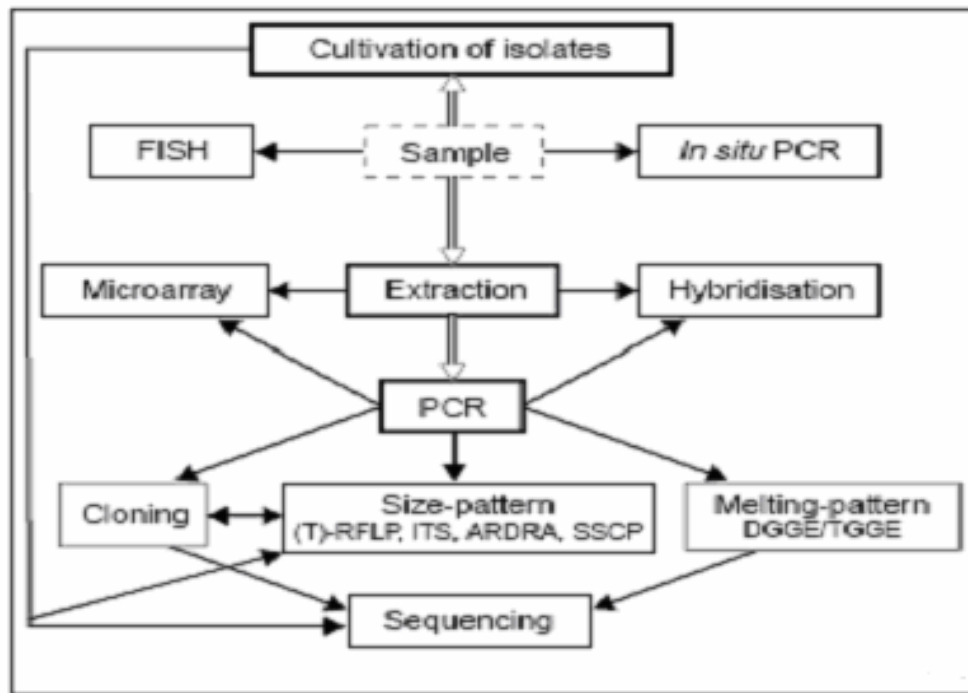 Cultivation of isolates
FISH
Sample
In situ PCR
Microarray
Extraction
Hybridisation
PCR
Cloning
Size-pattern
(T)-RFLP, ITS, ARDRA, SSCP
Melting-pattern
DGGE/TGGE
Sequencing